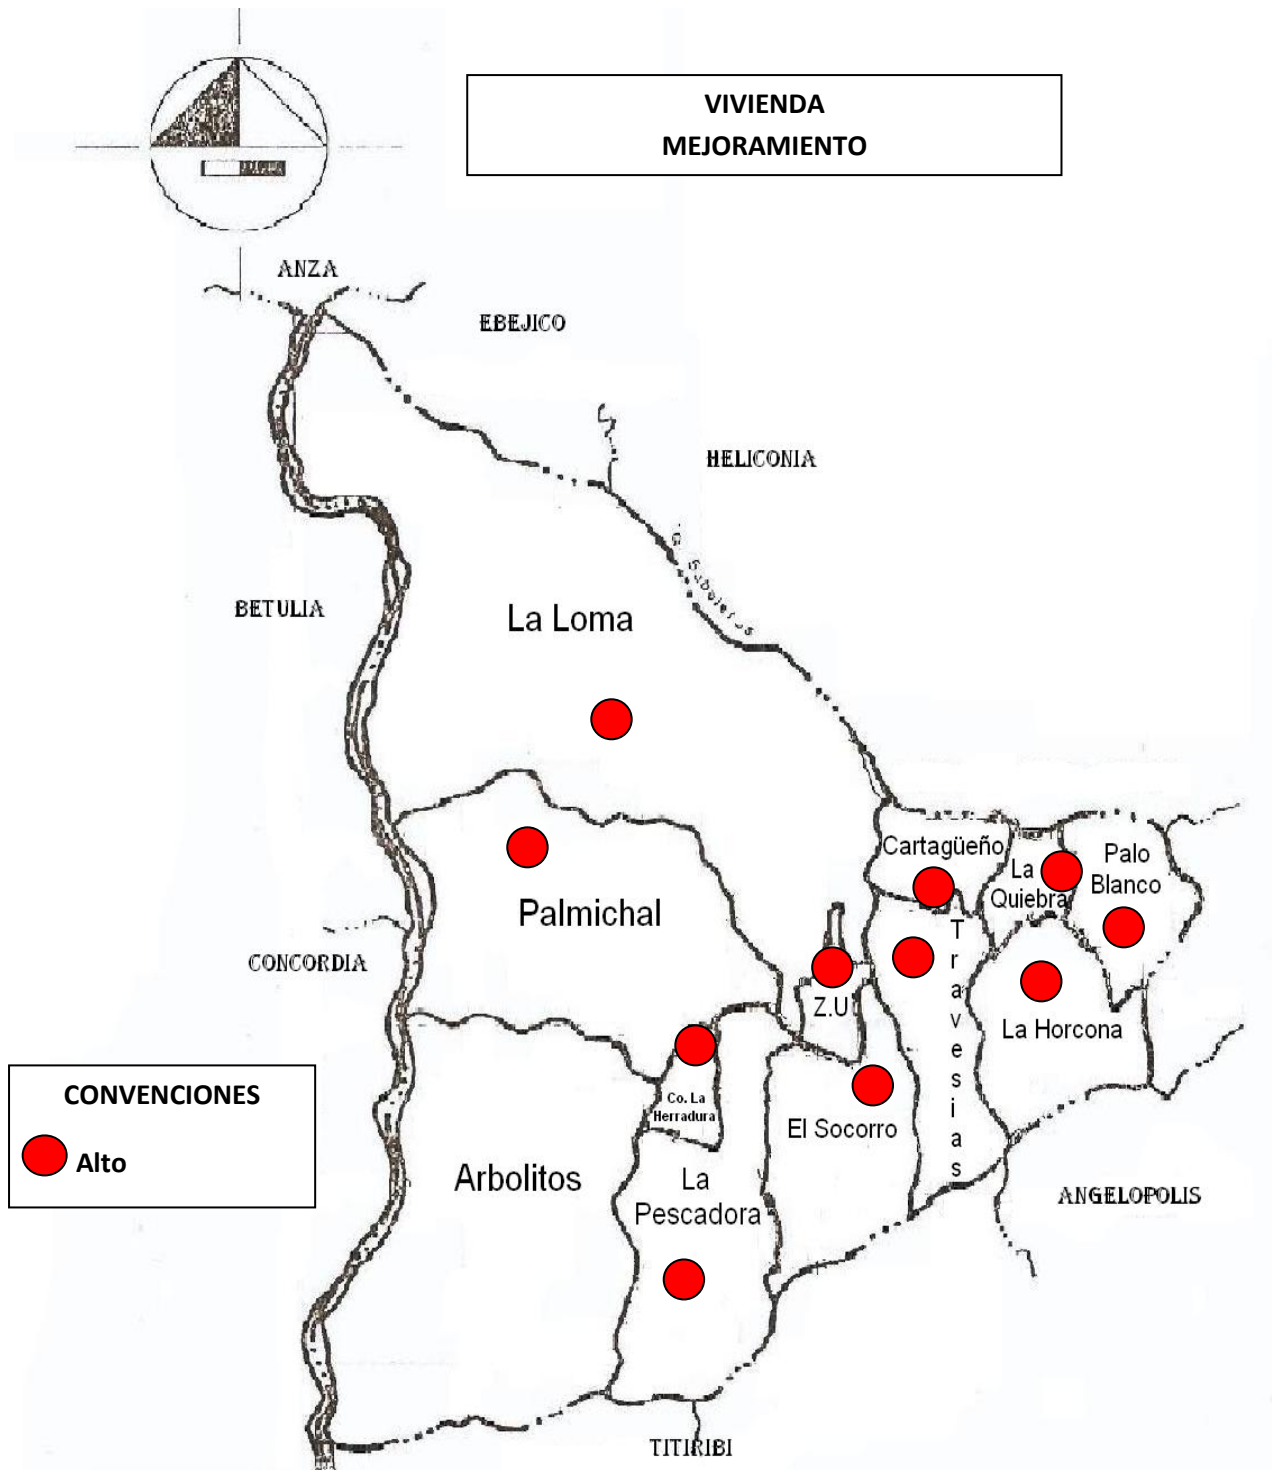 VIVIENDA
MEJORAMIENTO
ANZA
EBEJICO
HELICONIA
BETULIA
La Loma
Cartagüeño
La
Quiebra
Palo
Blanco
Palmichal
Travesias
CONCORDIA
Z.U
La Horcona
CONVENCIONES
Alto
Co. La
Herradura
El Socorro
Arbolitos
La
Pescadora
ANGELOPOLIS
TITIRIBI